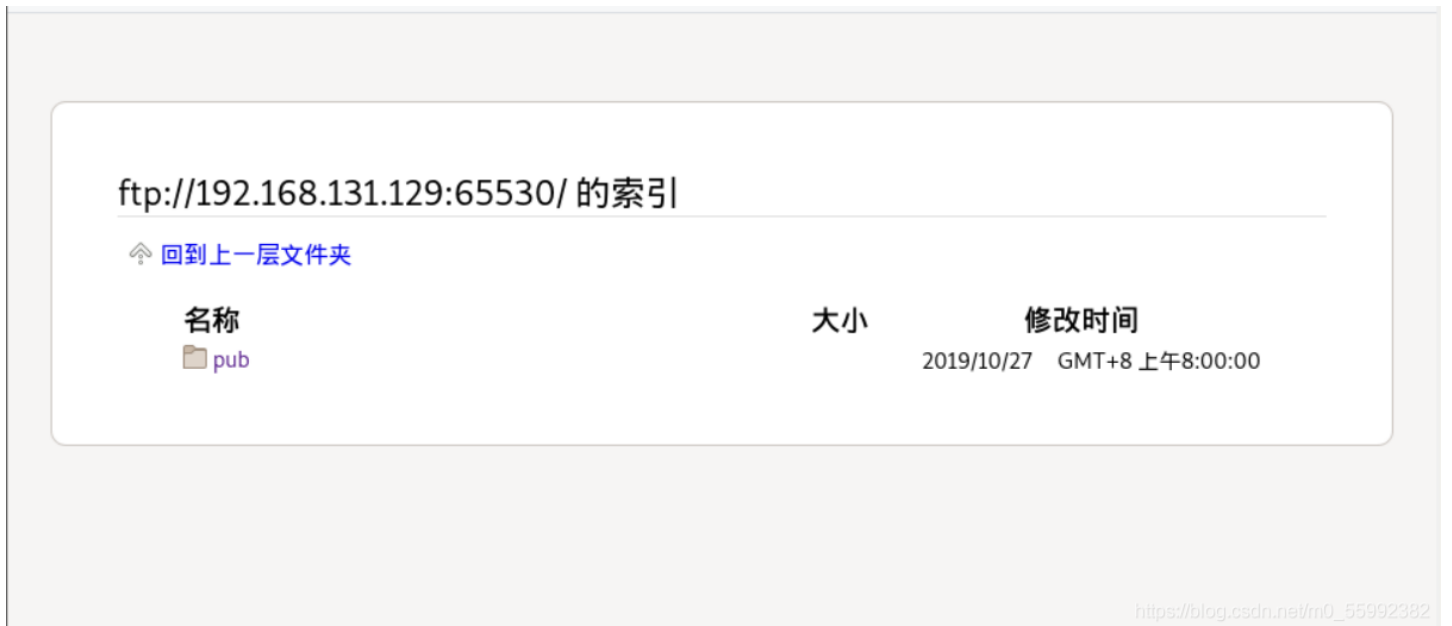 ftp://192.168.131.129:65530/ 的索引
回到上一层文件夹
名称 大小 修改时间
pub 2019/10/27 GMT+8 上午8:00:00
https://blog.csdn.net/m0_55992382